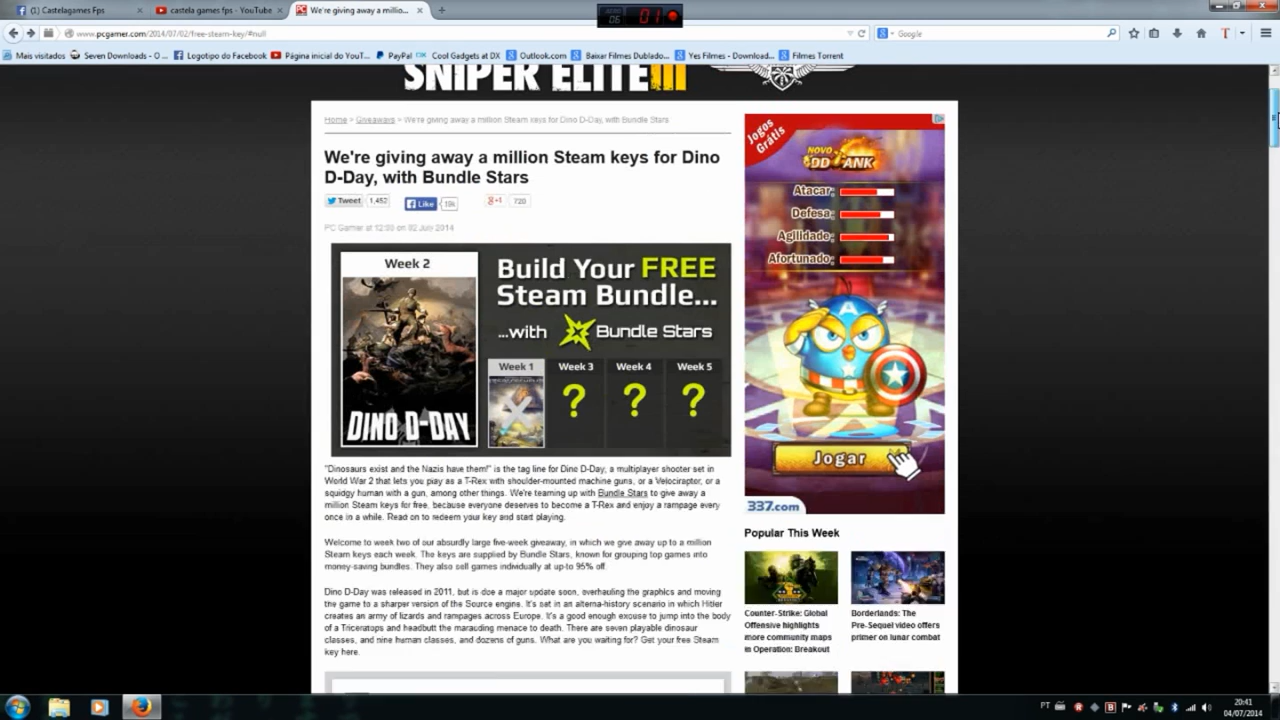 (1) Castelagames Fps
castela games fps - YouTube
We're giving away a millio...
www.pcgamer.com/2014/07/02/free-steam-key/#null
Google
Mais visitados
Seven Downloads - O ...
Logotipo do Facebook
Página inicial do YouT...
PayPal
Cool Gadgets at DX
Outlook.com
Baixar Filmes Dublado...
Yes Filmes - Download...
Filmes Torrent
SNIPER ELITE III
Home > Giveaways > We're giving away a million Steam keys for Dino D-Day, with Bundle Stars
We're giving away a million Steam keys for Dino
D-Day, with Bundle Stars
Tweet 1,452
Like 19k
+1 720
PC Gamer at 12:00 on 02 July 2014
Week 2
DINO D-DAY
Build Your FREE
Steam Bundle...
...with Bundle Stars
Week 1
Week 3
Week 4
Week 5
?
?
?
"Dinosaurs exist and the Nazis have them!" is the tag line for Dino D-Day, a multiplayer shooter set in
World War 2 that lets you play as a T-Rex with shoulder-mounted machine guns, or a Velociraptor, or a
squidgy human with a gun, among other things. We're teaming up with Bundle Stars to give away a
million Steam keys for free, because everyone deserves to become a T-Rex and enjoy a rampage every
once in a while. Read on to redeem your key and start playing.
Welcome to week two of our absurdly large five-week giveaway, in which we give away up to a million
Steam keys each week. The keys are supplied by Bundle Stars, known for grouping top games into
money-saving bundles. They also sell games individually at up-to 95% off.
Dino D-Day was released in 2011, but is doe a major update soon, overhauling the graphics and moving
the game to a sharper version of the Source engine. It's set in an alterna-history scenario in which Hitler
creates an army of lizards and rampages across Europe. It's a good enough excuse to jump into the body
of a Triceratops and headbutt the marauding menace to death. There are seven playable dinosaur
classes, and nine human classes, and dozens of guns. What are you waiting for? Get your free Steam
key here.
Jogos
Grátis
NOVO
DDTANK
Atacar:
Defesa:
Agilidade:
Afortunado:
A
Jogar
337.com
Popular This Week
Counter-Strike: Global
Offensive highlights
more community maps
in Operation: Breakout
Borderlands: The
Pre-Sequel video offers
primer on lunar combat
PT
20:41
04/07/2014